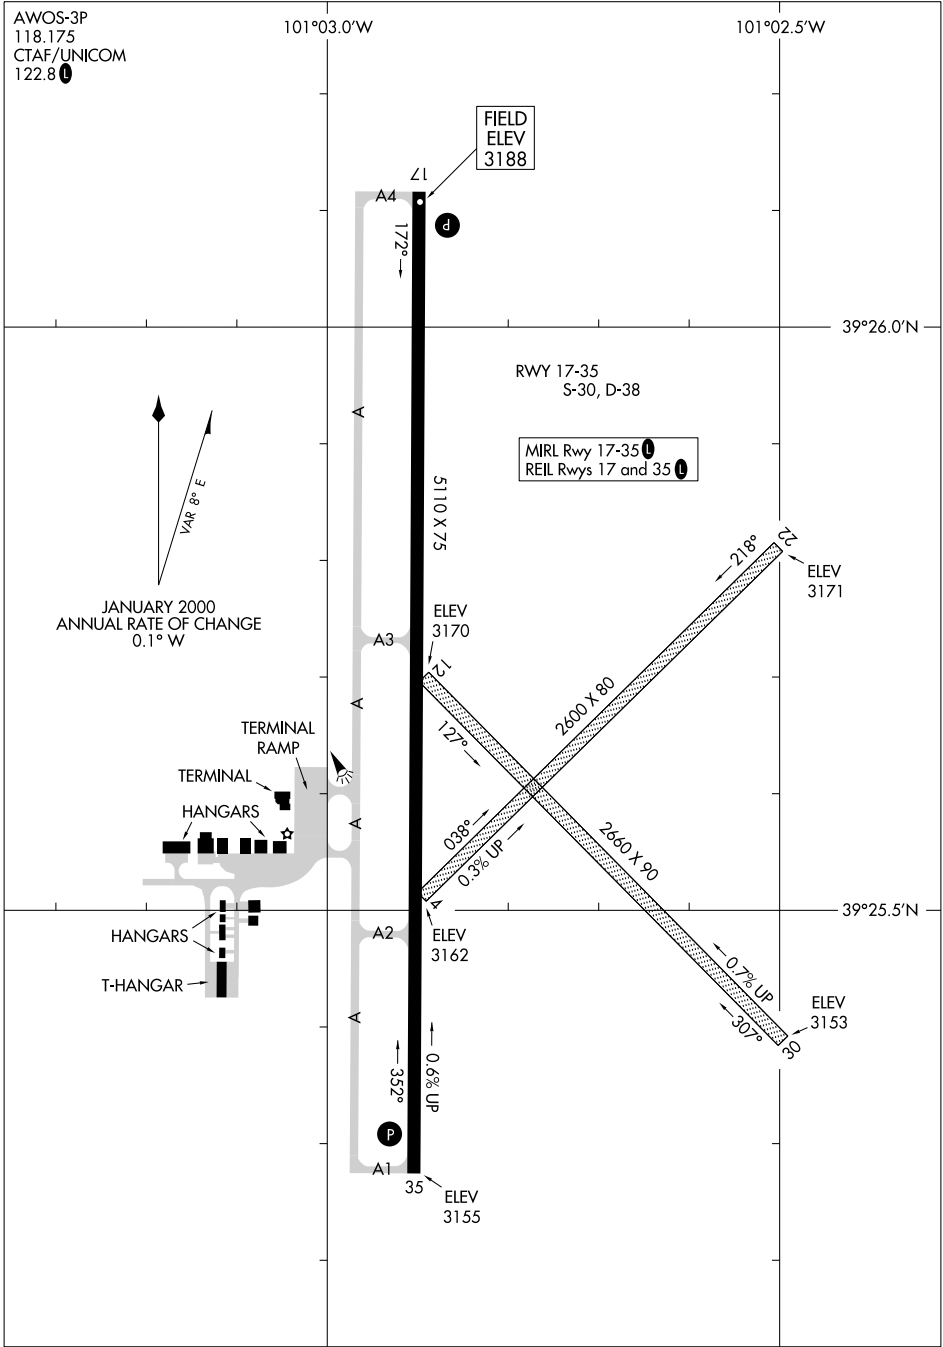 AWOS-3P
118.175
CTAF/UNICOM
122.8 L
101°03.0'W
101°02.5'W
FIELD
ELEV
3188
17
A4
P
172°
39°26.0'N
RWY 17-35
S-30, D-38
A
MIRL Rwy 17-35 L
REIL Rwys 17 and 35 L
VAR 8° E
5110 X 75
22
218°
ELEV
3171
JANUARY 2000
ANNUAL RATE OF CHANGE
0.1° W
ELEV
3170
A3
12
2600 X 80
A
127°
TERMINAL
RAMP
TERMINAL
HANGARS
A
038°
0.3% UP
2660 X 90
4
39°25.5'N
HANGARS
A2
ELEV
3162
T-HANGAR
0.7% UP
307°
ELEV
3153
30
A
352°
0.6% UP
P
A1
35
ELEV
3155